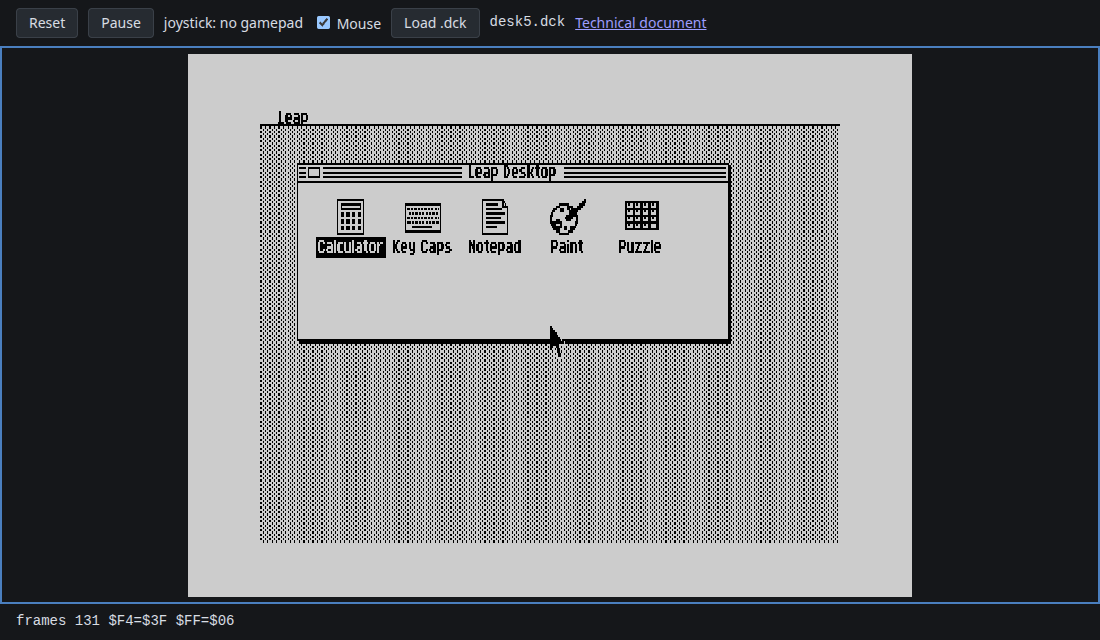 Reset Pause joystick: no gamepad Mouse Load .dck desk5.dck Technical document
Leap
Leap Desktop
Calculator Key Caps Notepad Paint Puzzle
frames 131 $F4=$3F $FF=$06